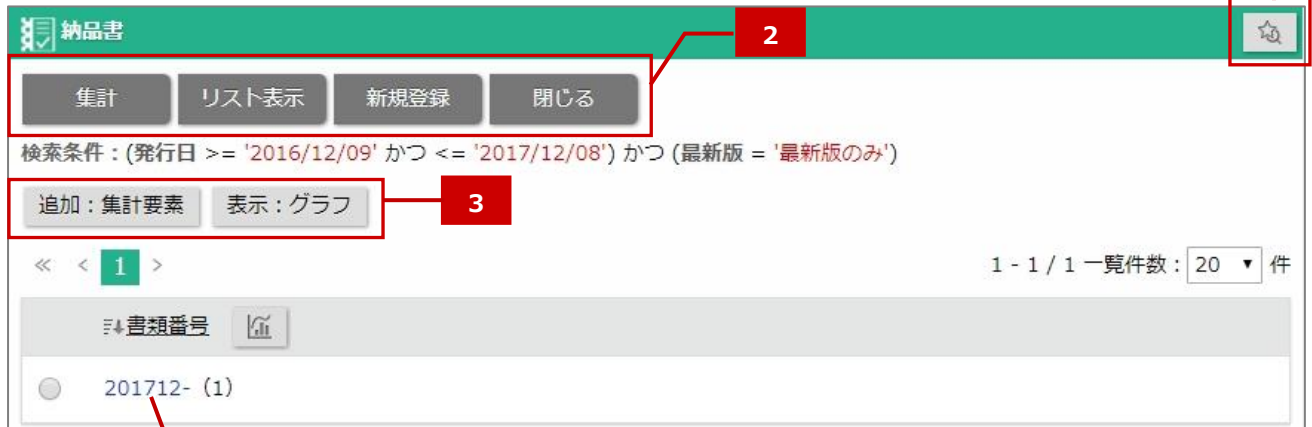 納品書
2
集計 リスト表示 新規登録 閉じる
検索条件：(発行日 >= '2016/12/09' かつ <= '2017/12/08') かつ (最新版 = '最新版のみ')
追加：集計要素 表示：グラフ
3
« < 1 > 1 - 1 / 1 一覧件数： 20 ▼ 件
書類番号
201712-（1）